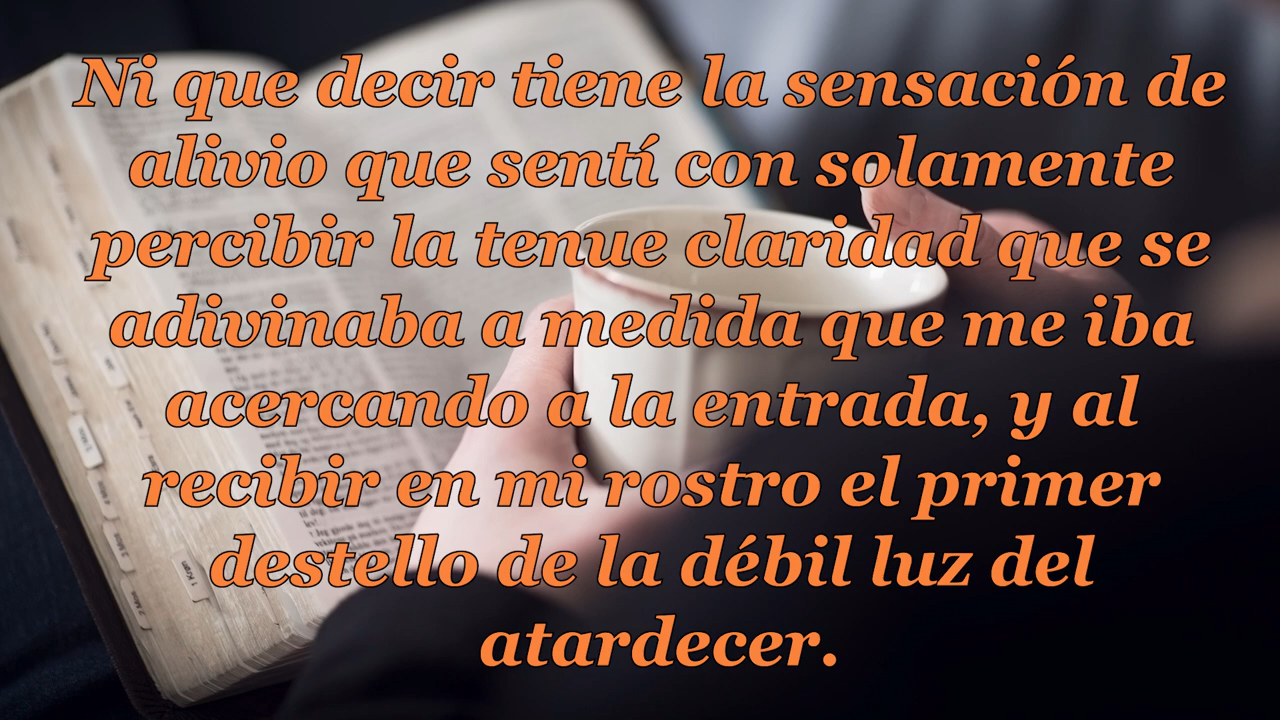 Ni que decir tiene la sensación de
alivio que sentí con solamente
percibir la tenue claridad que se
adivinaba a medida que me iba
acercando a la entrada, y al
recibir en mi rostro el primer
destello de la débil luz del
atardecer.